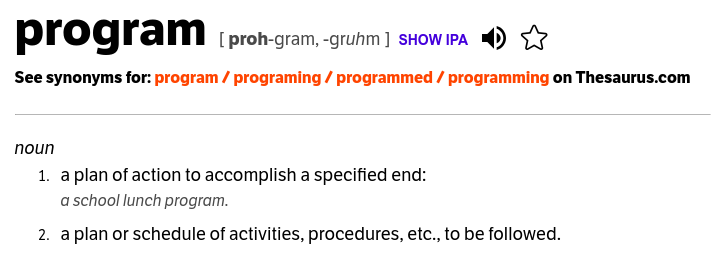 program [ proh-gram, -gruhm ] SHOW IPA
See synonyms for: program / programing / programmed / programming on Thesaurus.com
noun
1. a plan of action to accomplish a specified end:
a school lunch program.
2. a plan or schedule of activities, procedures, etc., to be followed.